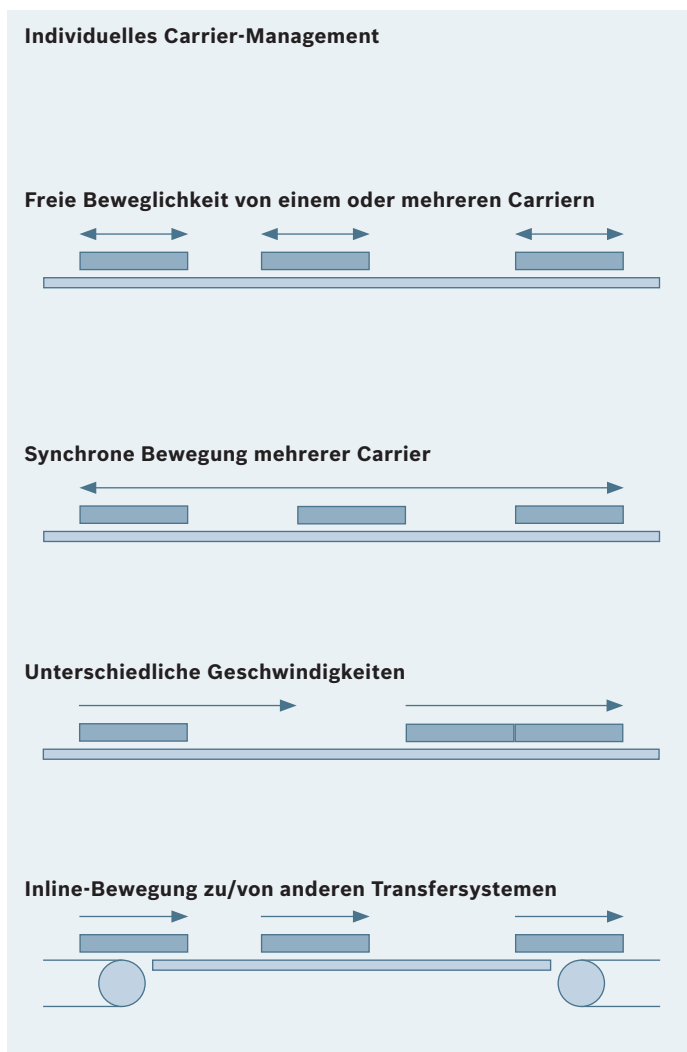 Individuelles Carrier-Management
Freie Beweglichkeit von einem oder mehreren Carriern
Synchrone Bewegung mehrerer Carrier
Unterschiedliche Geschwindigkeiten
Inline-Bewegung zu/von anderen Transfersystemen